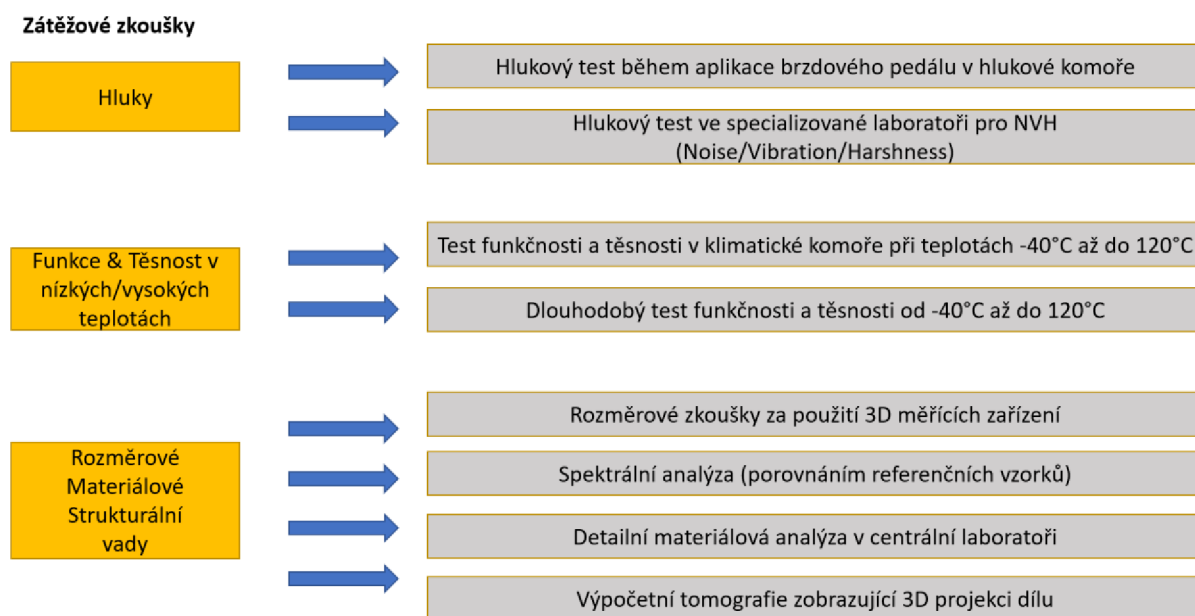 Zátěžové zkoušky
Hluky
Hlukový test během aplikace brzdového pedálu v hlukové komoře
Hlukový test ve specializované laboratoři pro NVH
(Noise/Vibration/Harshness)
Funkce & Těsnost v
nízkých/vysokých
teplotách
Test funkčnosti a těsnosti v klimatické komoře při teplotách -40°C až do 120°C
Dlouhodobý test funkčnosti a těsnosti od -40°C až do 120°C
Rozměrové
Materiálové
Strukturální
vady
Rozměrové zkoušky za použití 3D měřících zařízení
Spektrální analýza (porovnáním referenčních vzorků)
Detailní materiálová analýza v centrální laboratoři
Výpočetní tomografie zobrazující 3D projekci dílu